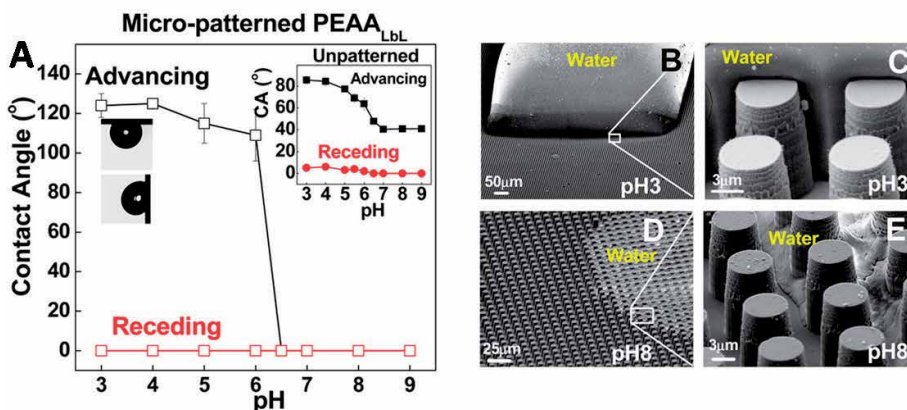 A
Micro-patterned PEAA_LbL
Contact Angle (°)
140
120
100
80
60
40
20
0
Advancing
Receding
3 4 5 6 7 8 9
pH
Unpatterned
CA (°)
80
60
40
20
0
Advancing
Receding
3 4 5 6 7 8 9
pH
B
Water
50μm
pH3
C
Water
3μm
pH3
D
Water
25μm
pH8
E
Water
3μm
pH8